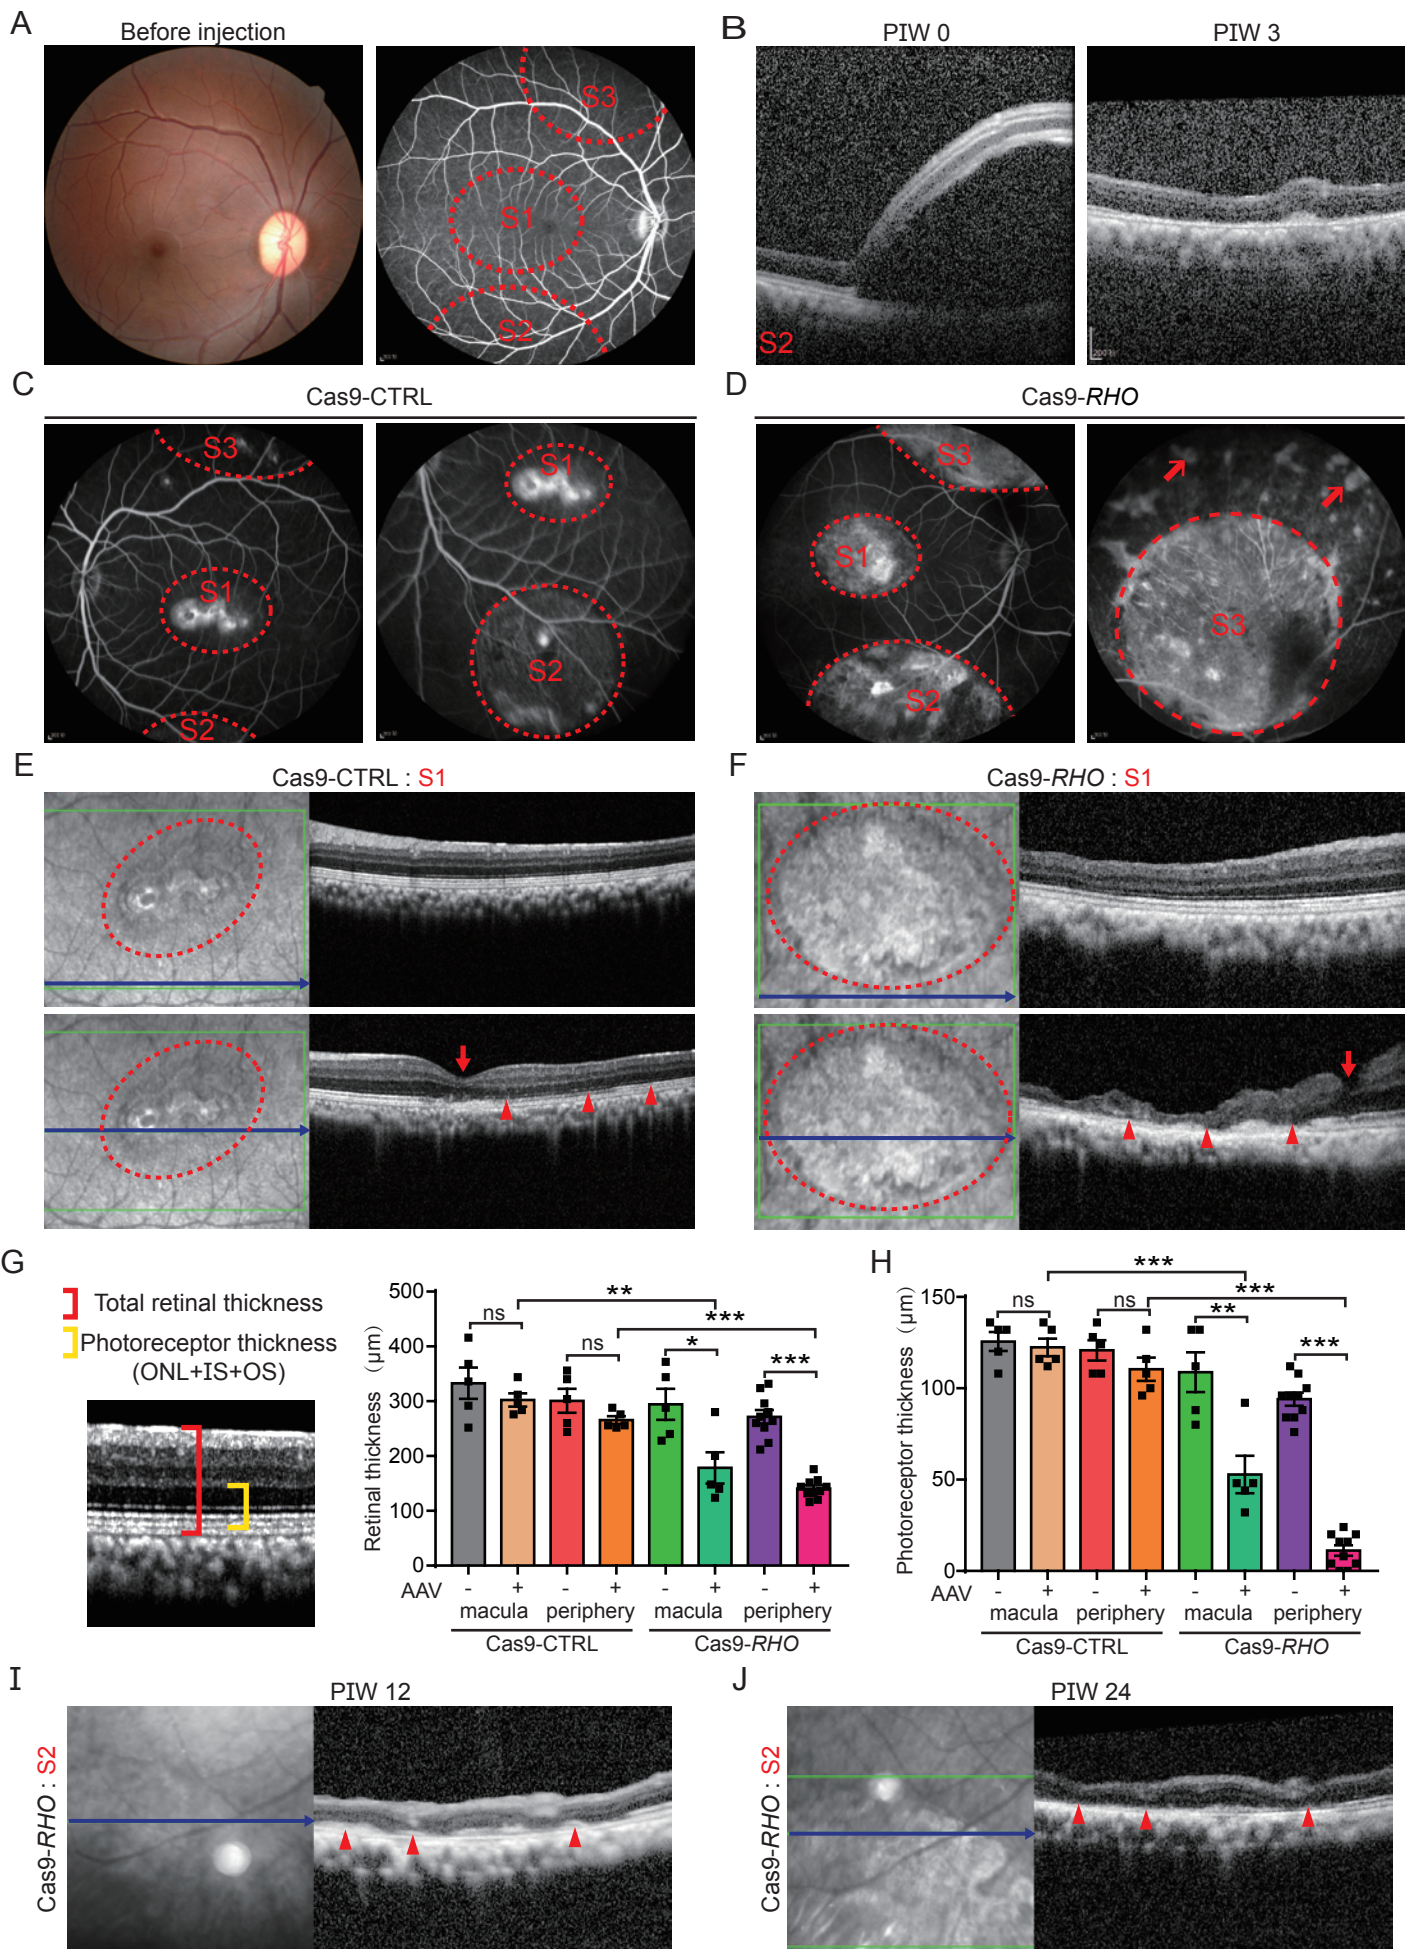 A
Before injection
S3
S1
S2
B
PIW 0
PIW 3
S2
C
Cas9-CTRL
S3
S1
S2
S1
S2
D
Cas9-RHO
S3
S1
S2
S3
E
Cas9-CTRL : S1
F
Cas9-RHO : S1
G
Total retinal thickness
Photoreceptor thickness
(ONL+IS+OS)
Retinal thickness (μm)
500
400
300
200
100
0
ns
**
ns
***
*
***
AAV - + - + - + - +
macula periphery macula periphery
Cas9-CTRL Cas9-RHO
H
Photoreceptor thickness (μm)
150
100
50
0
ns
***
ns
***
**
***
AAV - + - + - + - +
macula periphery macula periphery
Cas9-CTRL Cas9-RHO
I
PIW 12
Cas9-RHO : S2
J
PIW 24
Cas9-RHO : S2